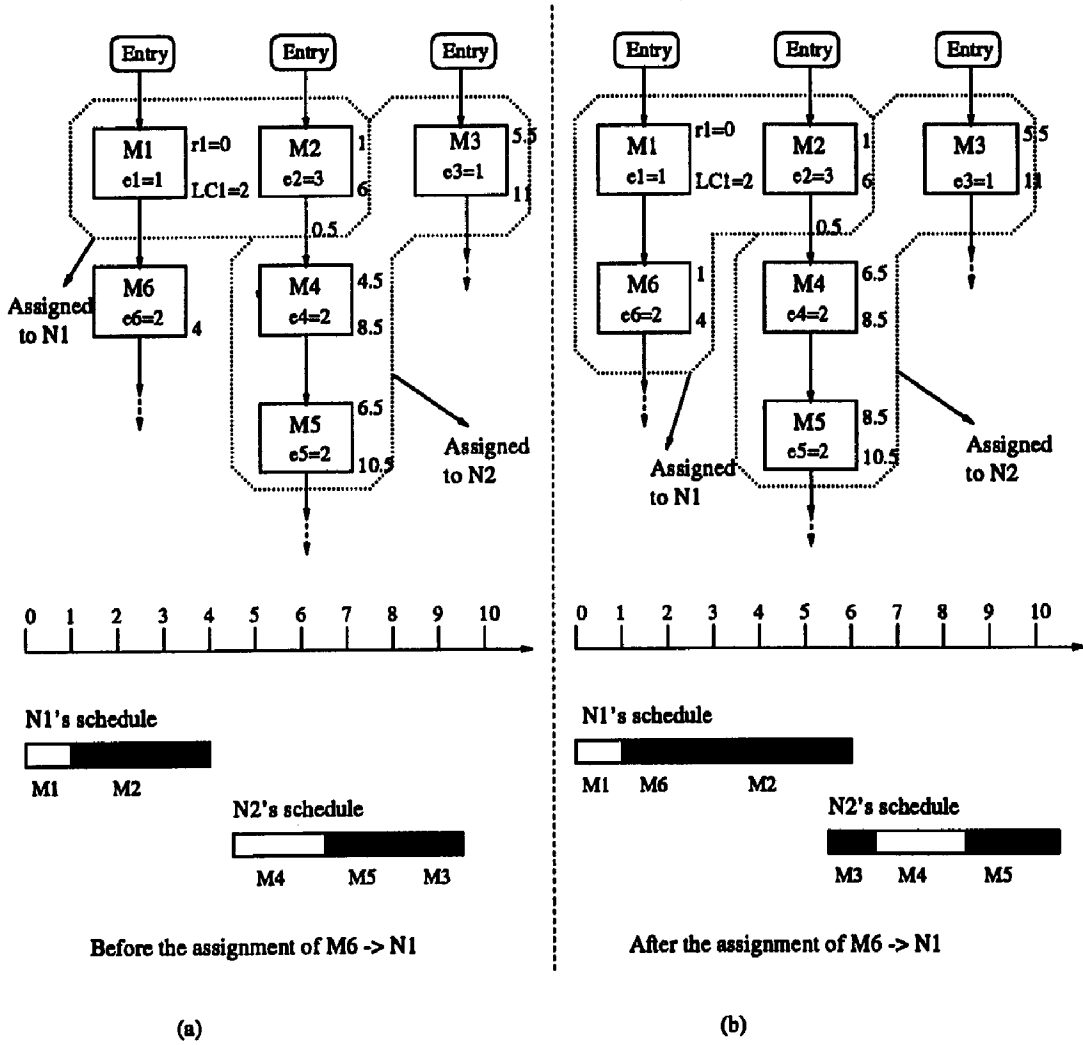 Entry
Entry
Entry
M1
e1=1
r1=0
LC1=2
M2
e2=3
1
6
M3
e3=1
5.5
11
0.5
Assigned
to N1
M6
e6=2
4
M4
e4=2
4.5
8.5
M5
e5=2
6.5
10.5
Assigned
to N2
0 1 2 3 4 5 6 7 8 9 10
N1's schedule
M1 M2
N2's schedule
M4 M5 M3
Before the assignment of M6 -> N1
(a)
Entry
Entry
Entry
M1
e1=1
r1=0
LC1=2
M2
e2=3
1
6
M3
e3=1
5.5
11
0.5
M6
e6=2
1
4
M4
e4=2
6.5
8.5
M5
e5=2
8.5
10.5
Assigned
to N1
Assigned
to N2
0 1 2 3 4 5 6 7 8 9 10
N1's schedule
M1 M6 M2
N2's schedule
M3 M4 M5
After the assignment of M6 -> N1
(b)